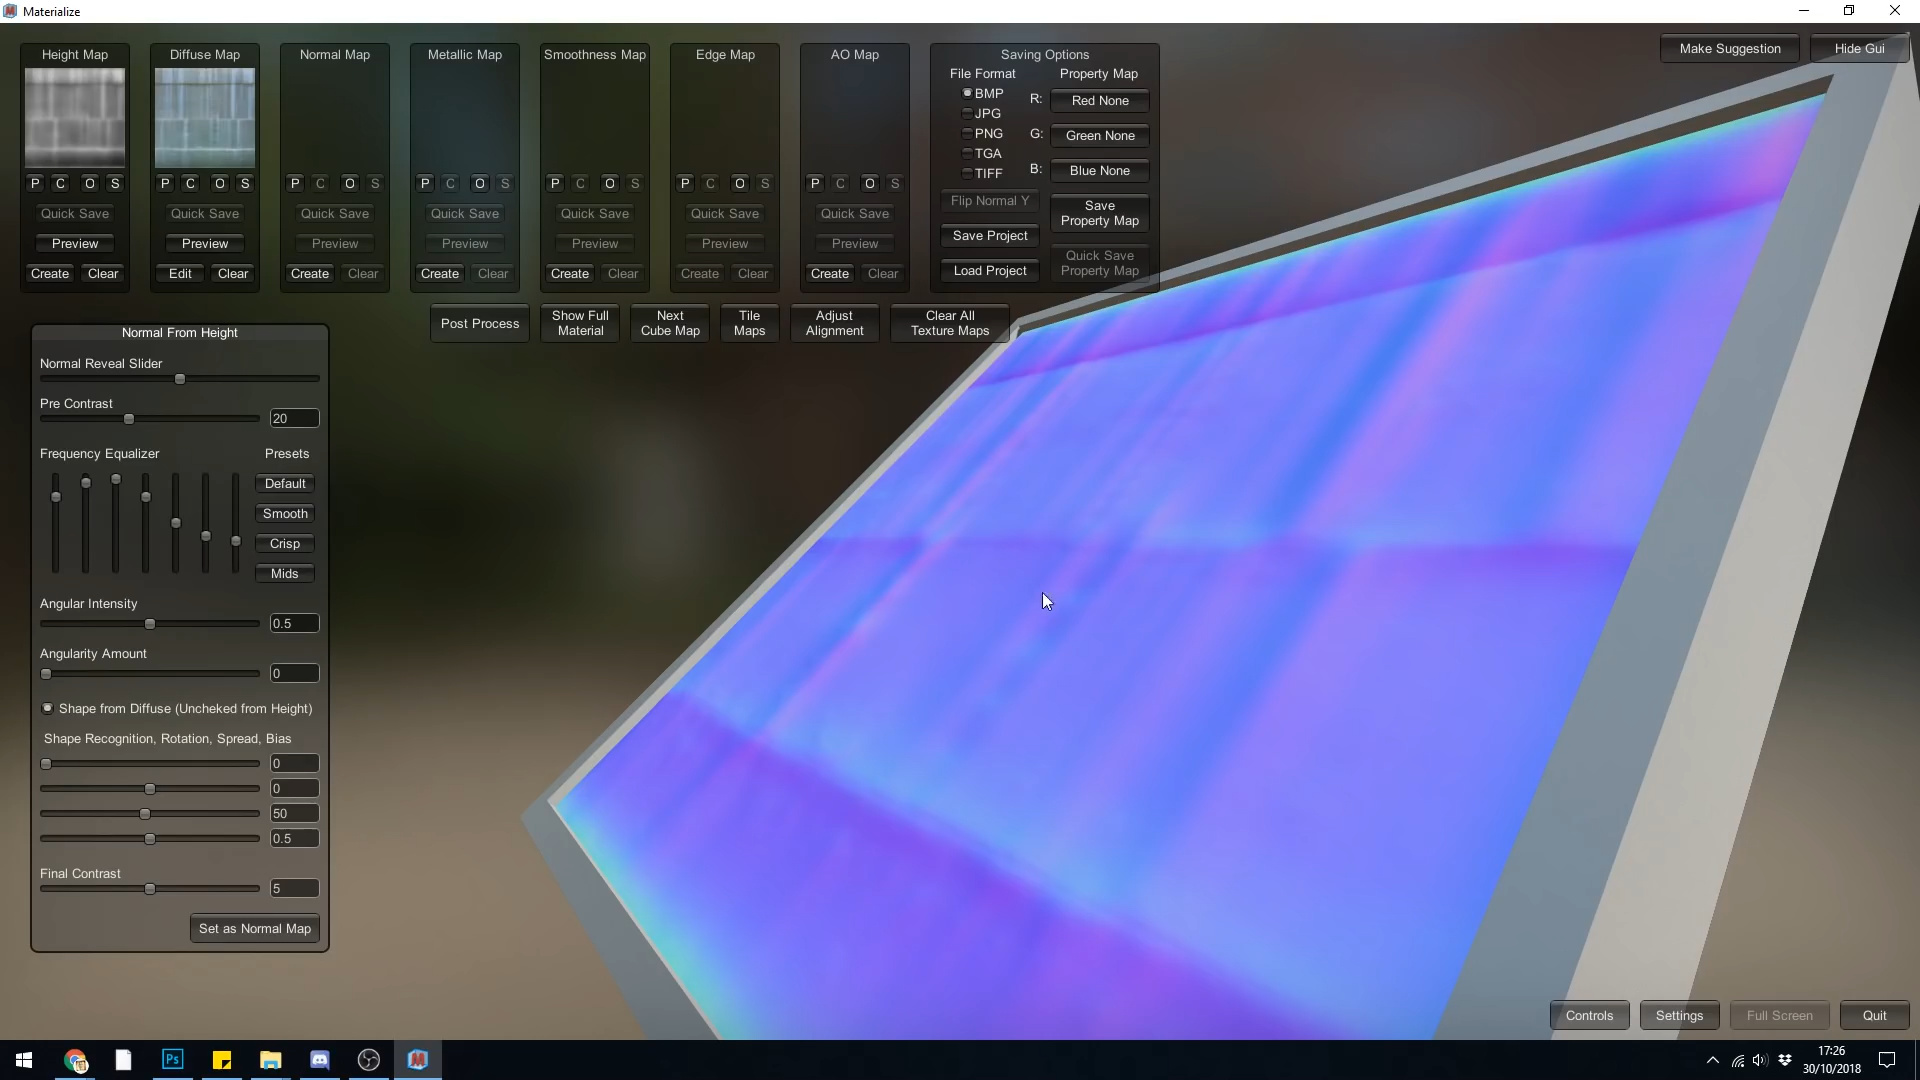 Materialize
Height Map
Diffuse Map
Normal Map
Metallic Map
Smoothness Map
Edge Map
AO Map
Saving Options
Make Suggestion
Hide Gui
File Format
Property Map
BMP
JPG
PNG
TGA
TIFF
R:
Red None
G:
Green None
B:
Blue None
P C O S
P C O S
P C O S
P C O S
P C O S
P C O S
P C O S
Quick Save
Quick Save
Quick Save
Quick Save
Quick Save
Quick Save
Quick Save
Flip Normal Y
Save
Property Map
Preview
Preview
Preview
Preview
Preview
Preview
Preview
Save Project
Create Clear
Edit Clear
Create Clear
Create Clear
Create Clear
Create Clear
Create Clear
Load Project
Quick Save
Property Map
Post Process
Show Full
Material
Next
Cube Map
Tile
Maps
Adjust
Alignment
Clear All
Texture Maps
Normal From Height
Normal Reveal Slider
Pre Contrast
20
Frequency Equalizer
Presets
Default
Smooth
Crisp
Mids
Angular Intensity
0.5
Angularity Amount
0
Shape from Diffuse (Uncheked from Height)
Shape Recognition, Rotation, Spread, Bias
0
0
50
0.5
Final Contrast
5
Set as Normal Map
Controls
Settings
Full Screen
Quit
Ps
17:26
30/10/2018